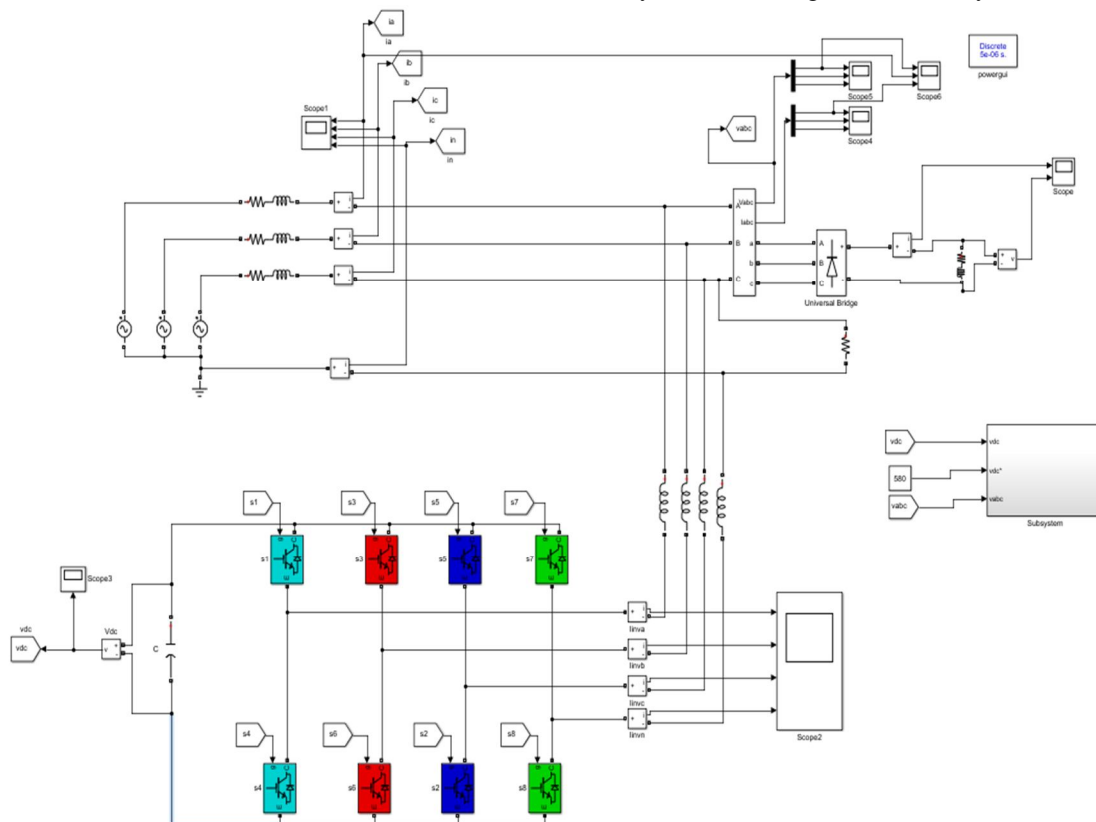 ia
ia
ib
ib
ic
ic
in
in
Scope1
Discrete
5e-06 s.
powergui
Scope5
Scope6
Scope4
vabc
Scope
Vabc
Iabc
A
B
C
a
b
c
A
B
C
+
-
Universal Bridge
vdc
580
vabc
vdc
vdc*
vabc
Subsystem
s1
s3
s5
s7
s1
s3
s5
s7
Scope3
vdc
vdc
Vdc
C
Iinva
Iinvb
Iinvc
Iinvn
Scope2
s4
s6
s2
s8
s4
s6
s2
s8